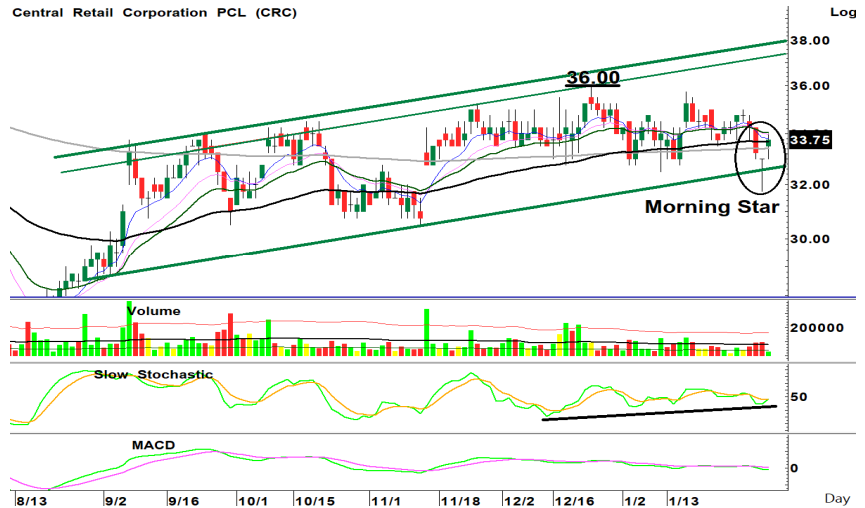 Central Retail Corporation PCL (CRC)
Log
38.00
36.00
36.00
33.75
32.00
Morning Star
30.00
Volume
200000
Slow Stochastic
50
MACD
0
8/13 9/2 9/16 10/1 10/15 11/1 11/18 12/2 12/16 1/2 1/13 Day